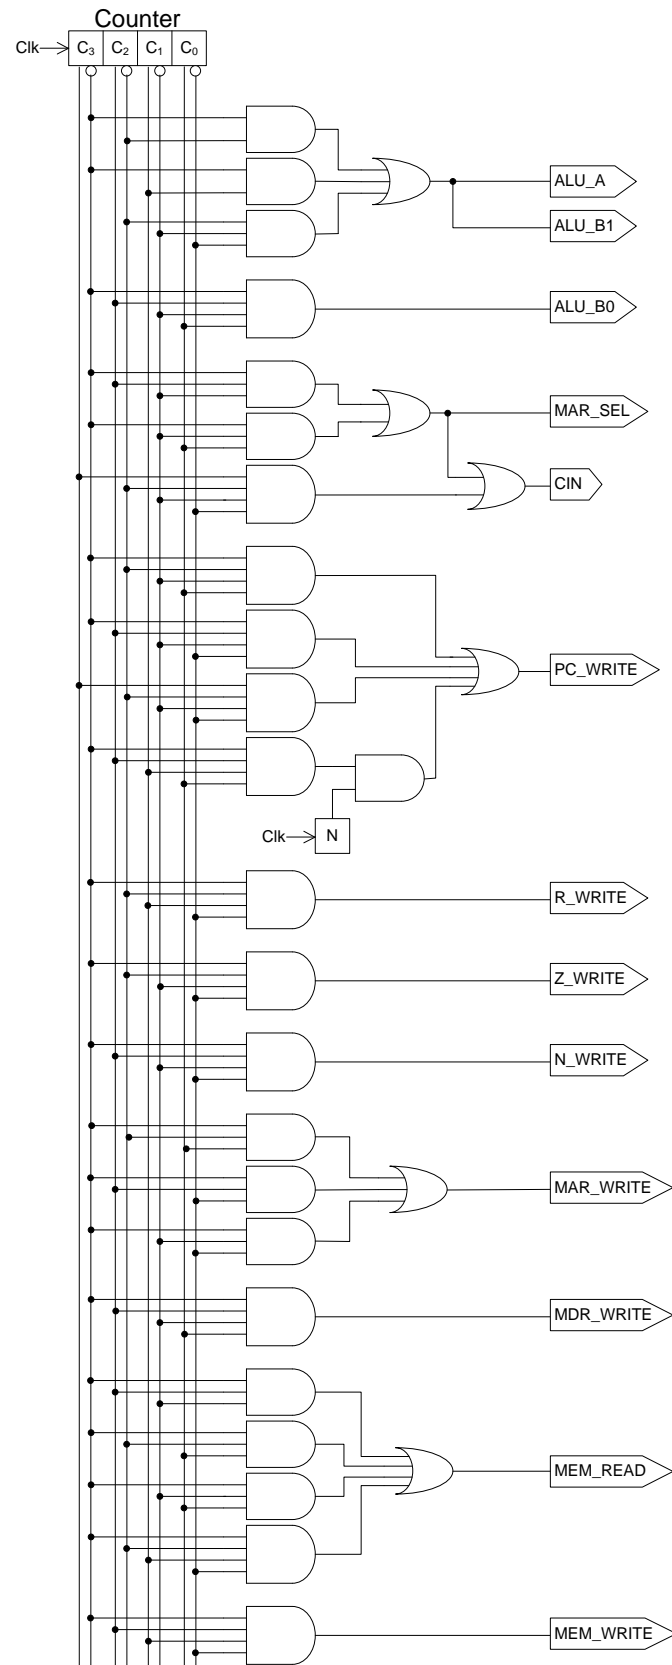 Counter
Clk C3 C2 C1 C0
ALU_A
ALU_B1
ALU_B0
MAR_SEL
CIN
PC_WRITE
Clk N
R_WRITE
Z_WRITE
N_WRITE
MAR_WRITE
MDR_WRITE
MEM_READ
MEM_WRITE